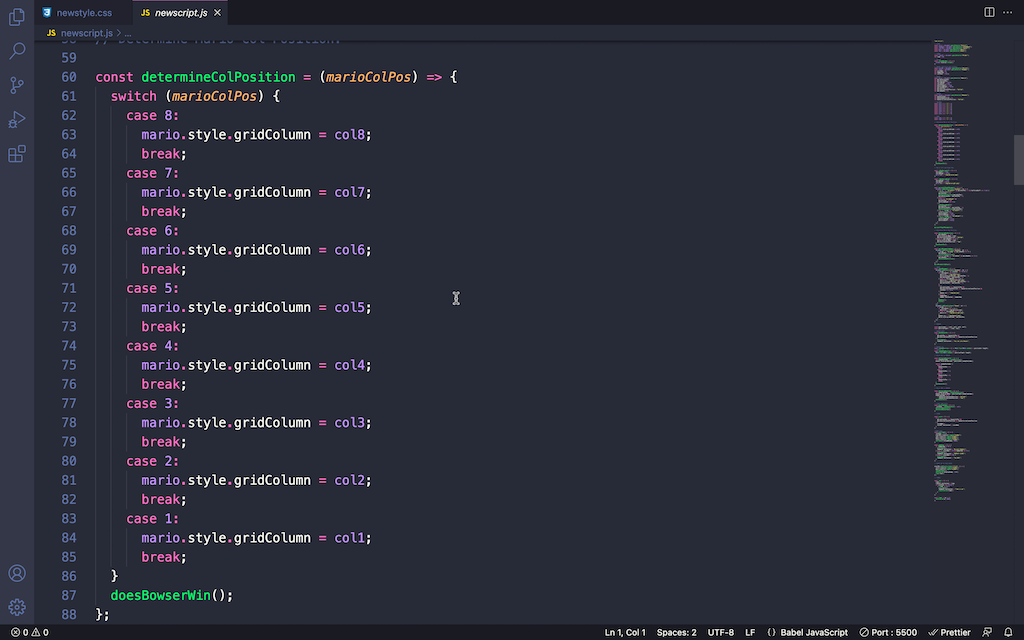 newstyle.css
JS newscript.js
JS newscript.js > ...
58 // Determine Mario Col Position.
59
60 const determineColPosition = (marioColPos) => {
61 switch (marioColPos) {
62 case 8:
63 mario.style.gridColumn = col8;
64 break;
65 case 7:
66 mario.style.gridColumn = col7;
67 break;
68 case 6:
69 mario.style.gridColumn = col6;
70 break;
71 case 5:
72 mario.style.gridColumn = col5;
73 break;
74 case 4:
75 mario.style.gridColumn = col4;
76 break;
77 case 3:
78 mario.style.gridColumn = col3;
79 break;
80 case 2:
81 mario.style.gridColumn = col2;
82 break;
83 case 1:
84 mario.style.gridColumn = col1;
85 break;
86 }
87 doesBowserWin();
88 };
0 0 Ln 1, Col 1 Spaces: 2 UTF-8 LF {} Babel JavaScript Port : 5500 Prettier